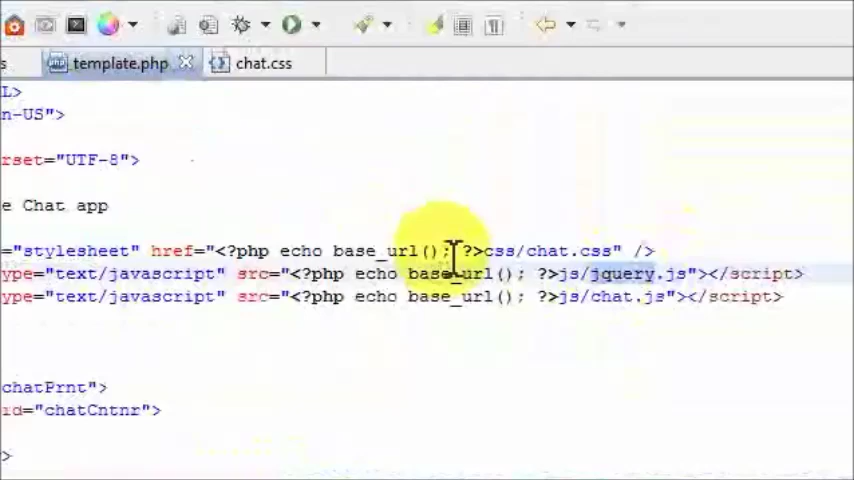 s template.php chat.css
L>
n-US">
rset="UTF-8">
e Chat app
="stylesheet" href="<?php echo base_url(); ?>css/chat.css" />
ype="text/javascript" src="<?php echo base_url(); ?>js/jquery.js"></script>
ype="text/javascript" src="<?php echo base_url(); ?>js/chat.js"></script>
chatPrnt">
id="chatCntnr">
>